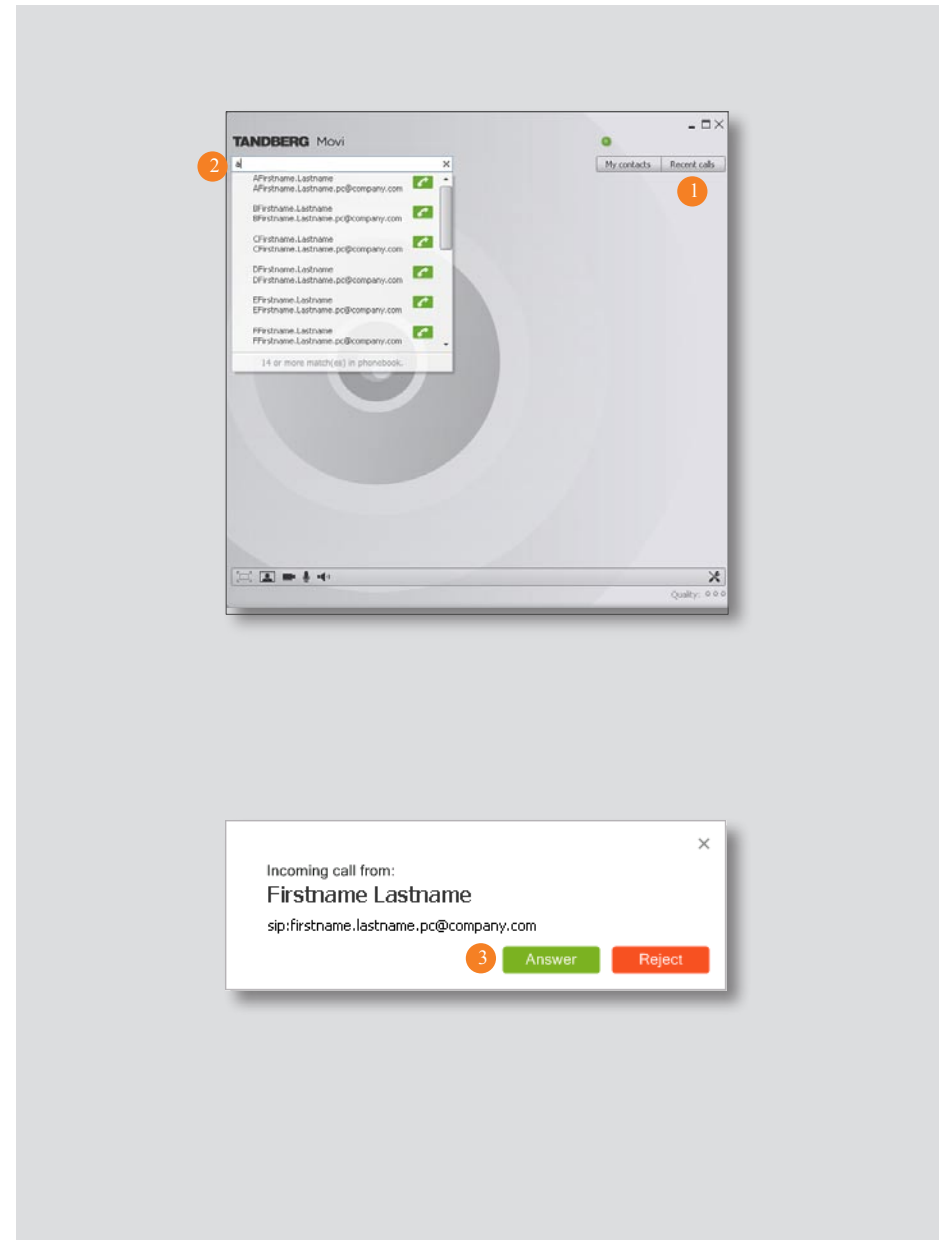 TANDBERG Movi
2
a
My contacts
Recent calls
1
AFirstname.Lastname
AFirstname.Lastname.pc@company.com
BFirstname.Lastname
BFirstname.Lastname.pc@company.com
CFirstname.Lastname
CFirstname.Lastname.pc@company.com
DFirstname.Lastname
DFirstname.Lastname.pc@company.com
EFirstname.Lastname
EFirstname.Lastname.pc@company.com
FFirstname.Lastname
FFirstname.Lastname.pc@company.com
14 or more match(es) in phonebook.
Quality:
Incoming call from:
Firstname Lastname
sip:firstname.lastname.pc@company.com
3
Answer
Reject